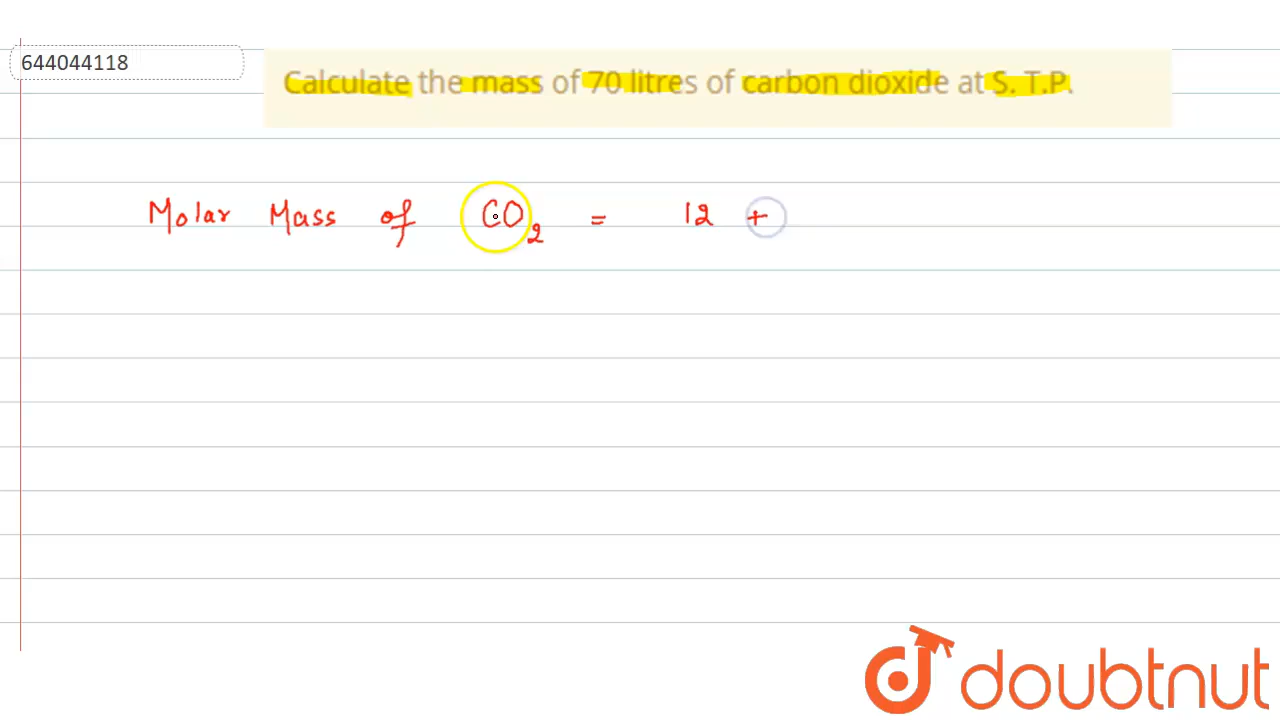 644044118
Calculate the mass of 70 litres of carbon dioxide at S. T.P.
Molar Mass of CO₂ = 12 +
doubtnut